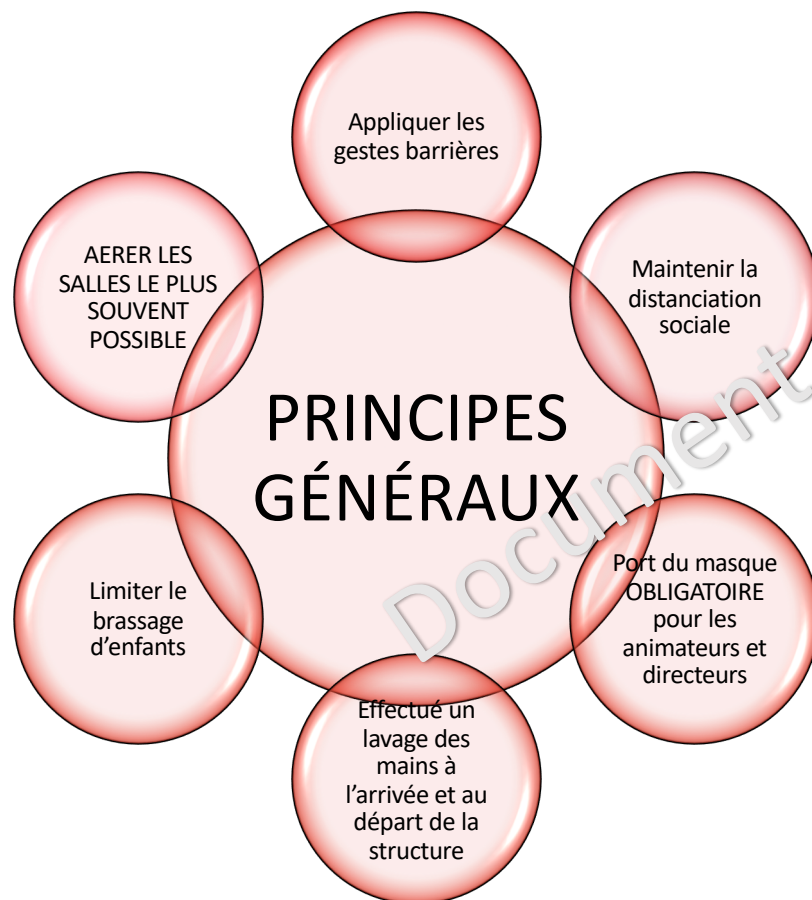 Appliquer les
gestes barrières
AERER LES
SALLES LE PLUS
SOUVENT
POSSIBLE
Maintenir la
distanciation
sociale
PRINCIPES
GÉNÉRAUX
Document
Limiter le
brassage
d’enfants
Port du masque
OBLIGATOIRE
pour les
animateurs et
directeurs
Effectué un
lavage des
mains à
l’arrivée et au
départ de la
structure